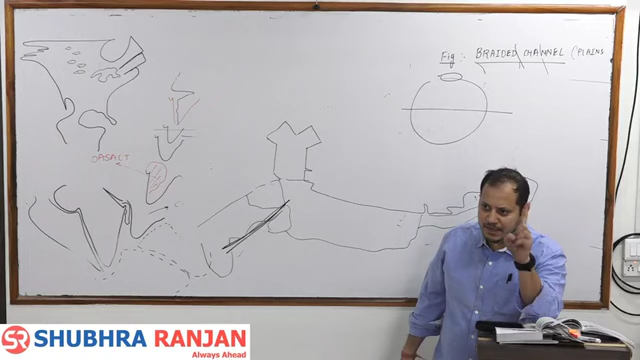 Fig :- BRAIDED CHANNEL (PLAINS
BASALT
SR SHUBHRA RANJAN
Always Ahead